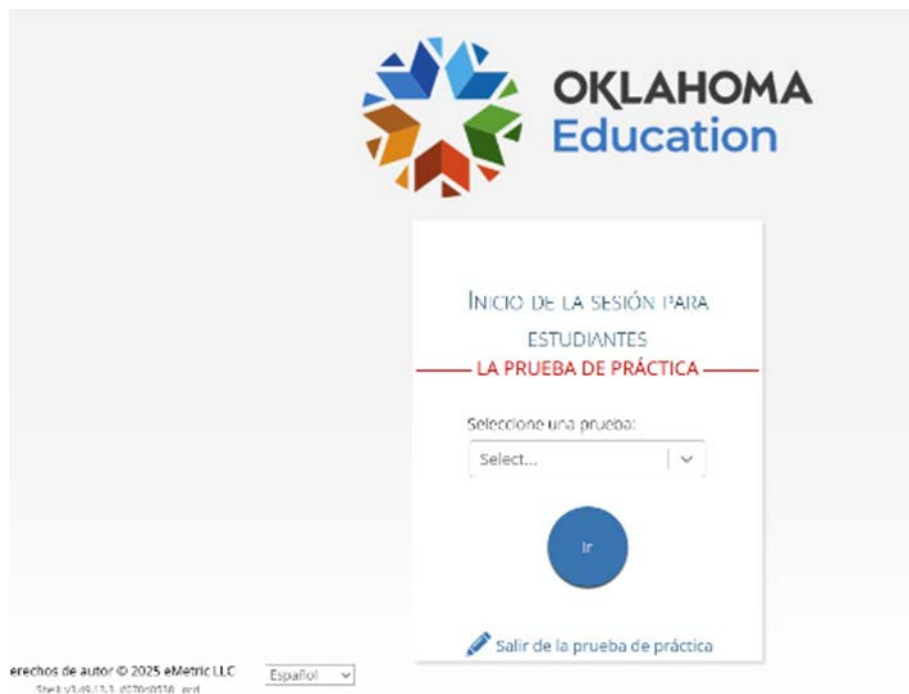 OKLAHOMA
Education
INICIO DE LA SESIÓN PARA
ESTUDIANTES
LA PRUEBA DE PRÁCTICA
Seleccione una prueba:
Select...
Ir
Salir de la prueba de práctica
erechos de autor © 2025 eMetric LLC
Español